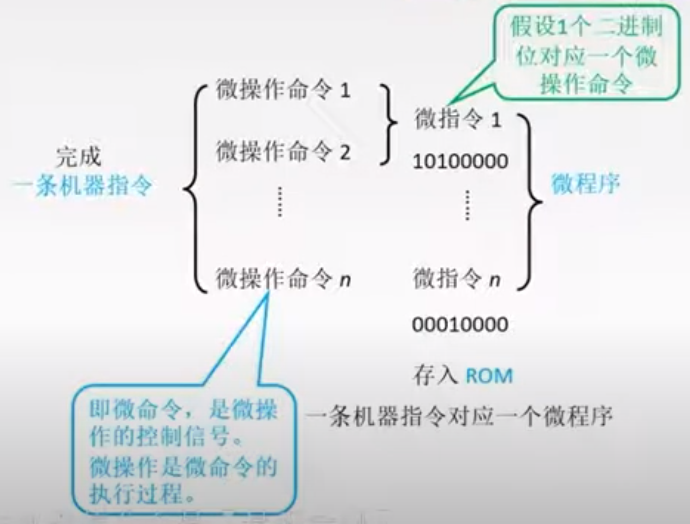 假设1个二进制
位对应一个微
操作命令
微操作命令 1
微指令 1
完成
微操作命令 2
10100000
一条机器指令
微程序
微操作命令 n
微指令 n
00010000
存入 ROM
即微命令，是微操
作的控制信号。
微操作是微命令的
执行过程。
一条机器指令对应一个微程序